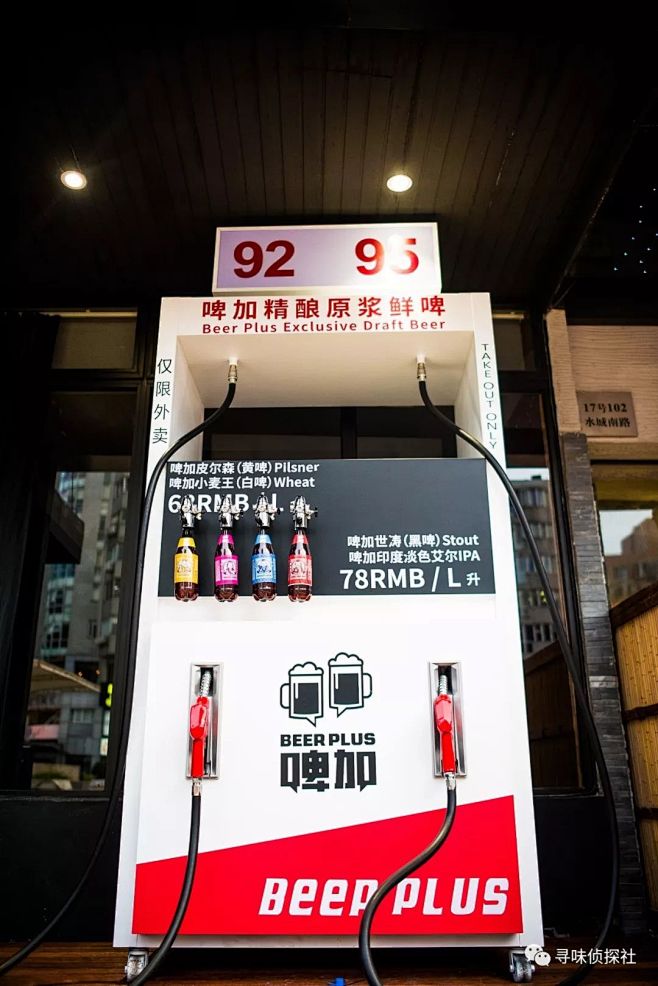 92 95
啤加精酿原浆鲜啤
Beer Plus Exclusive Draft Beer
仅限外卖
TAKE OUT ONLY
17号102
水城南路
啤加皮尔森(黄啤)Pilsner
啤加小麦王(白啤)Wheat
68RMB / L 升
啤加世涛(黑啤)Stout
啤加印度淡色艾尔IPA
78RMB / L 升
BEER PLUS
啤加
BEER PLUS
寻味侦探社